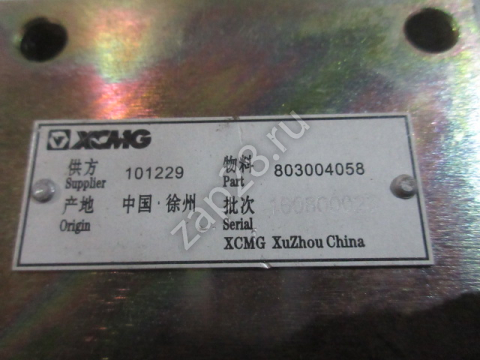 XCMG
供方 Supplier 101229 物料 Part 803004058
产地 Origin 中国·徐州 批次 Serial
XCMG XuZhou China
zap28.ru